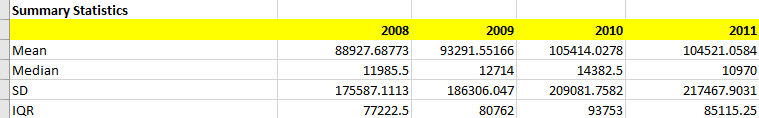 Summary Statistics
2008 2009 2010 2011
Mean 88927.68773 93291.55166 105414.0278 104521.0584
Median 11985.5 12714 14382.5 10970
SD 175587.1113 186306.047 209081.7582 217467.9031
IQR 77222.5 80762 93753 85115.25